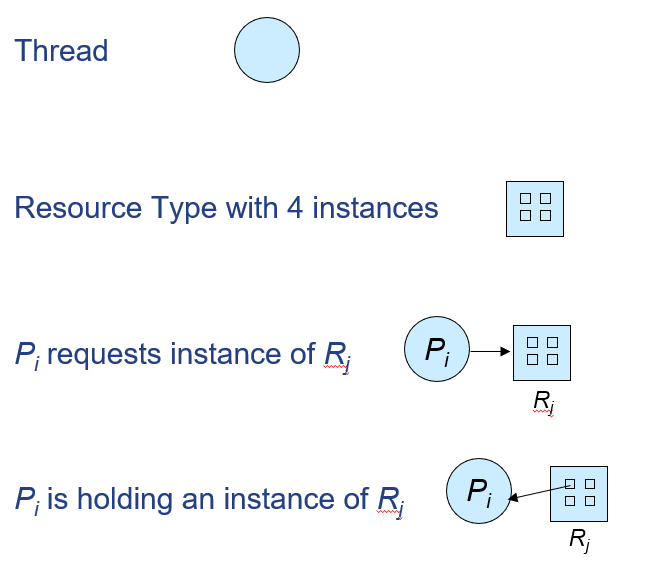 Thread
Resource Type with 4 instances
Pi requests instance of Rj
Pi
Rj
Pi is holding an instance of Rj
Pi
Rj